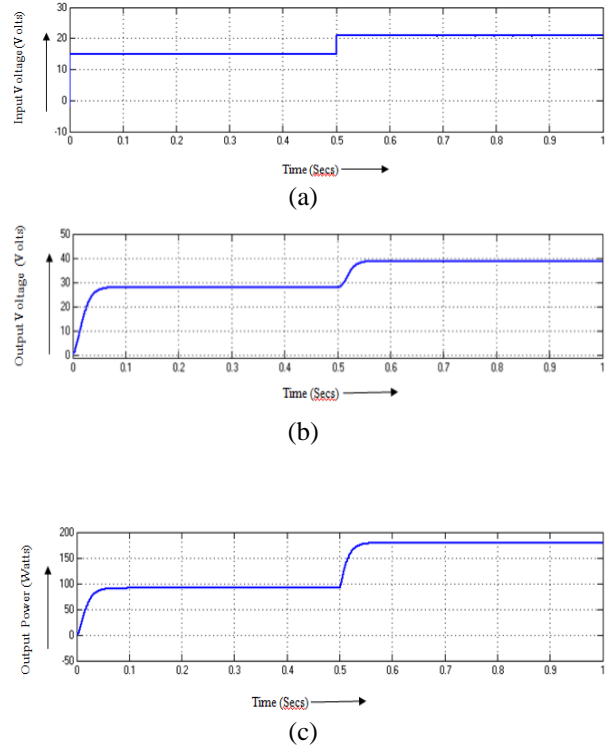 Input Voltage (Volts)
30
20
10
0
-10
0 0.1 0.2 0.3 0.4 0.5 0.6 0.7 0.8 0.9 1
Time (Secs)
(a)
Output Voltage (Volts)
50
40
30
20
10
0
0 0.1 0.2 0.3 0.4 0.5 0.6 0.7 0.8 0.9 1
Time (Secs)
(b)
Output Power (Watts)
200
150
100
50
0
-50
0 0.1 0.2 0.3 0.4 0.5 0.6 0.7 0.8 0.9 1
Time (Secs)
(c)